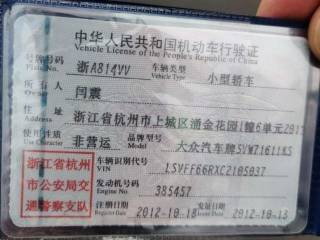 中华人民共和国机动车行驶证
Vehicle License of the People's Republic of China
号牌号码 浙A814VV 车辆类型 小型轿车
Plate No. Vehicle Type
所有人 闫震
住址 浙江省杭州市上城区涌金花园1幢6单元
使用性质 非营运 品牌型号 大众汽车牌
Use Character Model
浙江省杭州市公安局交通警察支队
车辆识别代号 LSVFF66RXC2105037
VIN
发动机号码 385457
Engine No.
注册日期 2012-10-18 发证日期 2012-10-18
Register Date Issue Date